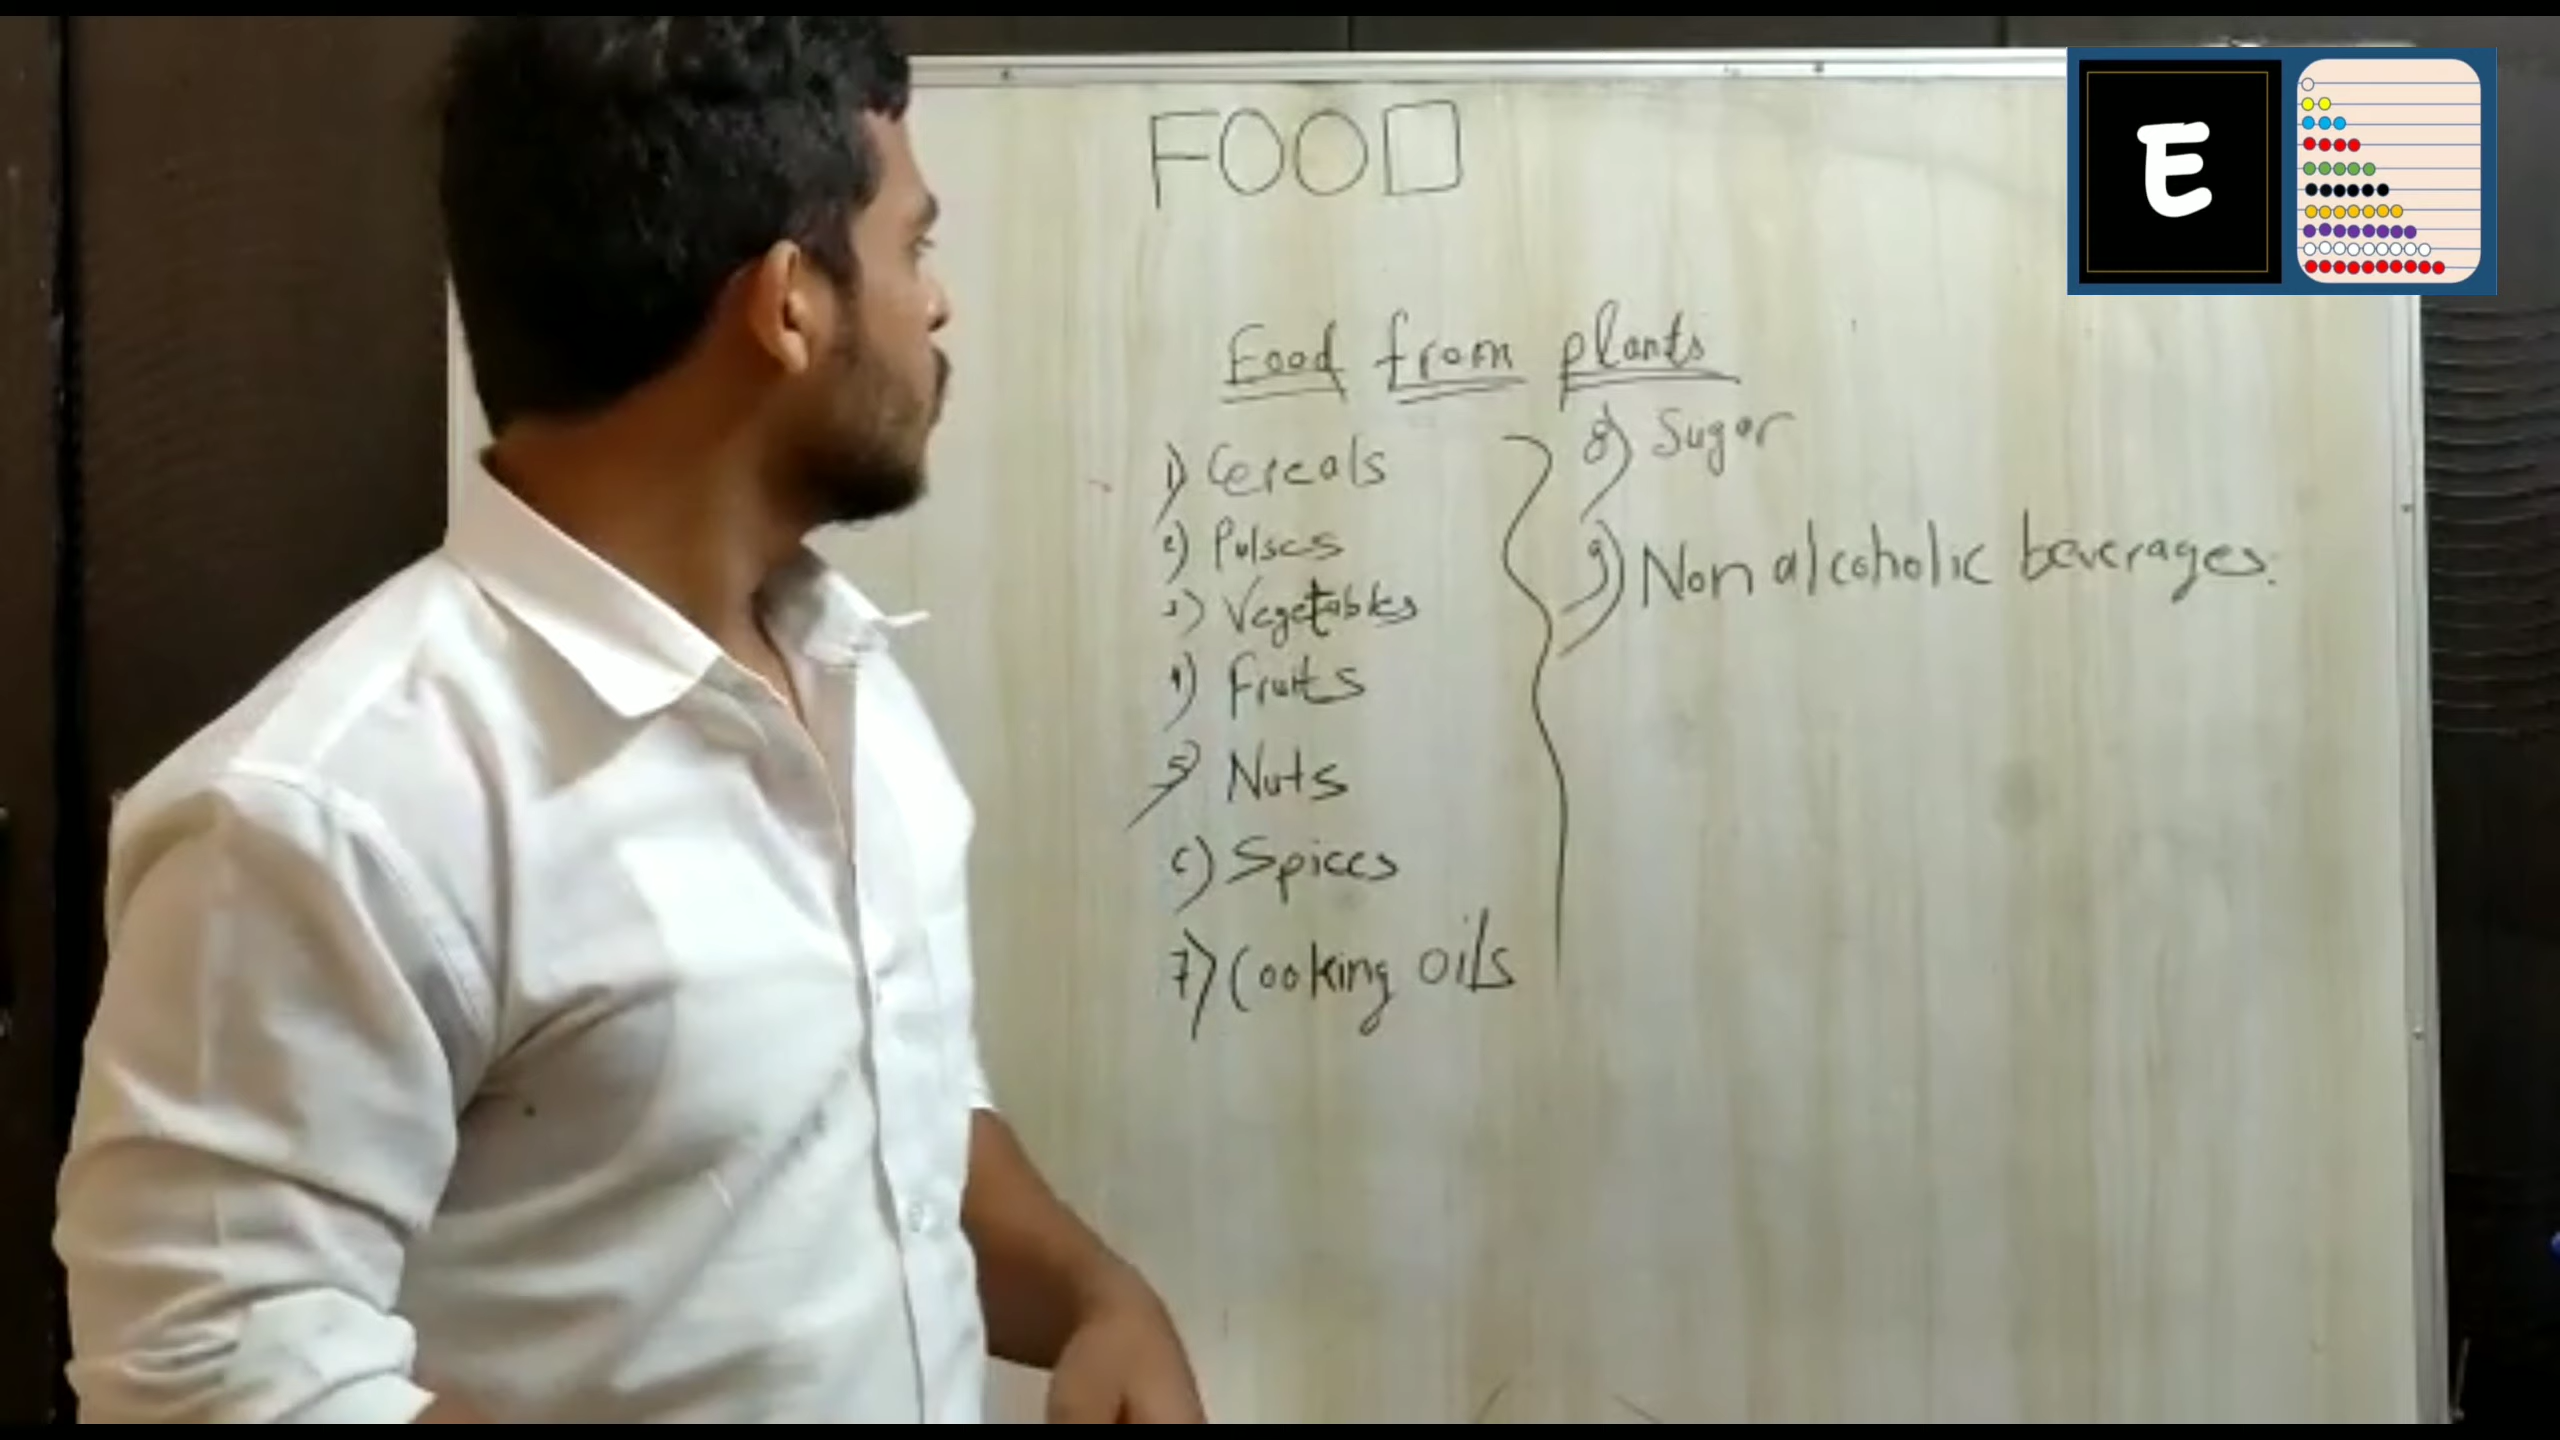 FOOD
E
Food from plants
1) Cereals
2) Pulses
3) Vegetables
4) Fruits
5) Nuts
6) Spices
7) Cooking oils
8) Sugar
9) Non alcoholic beverages.